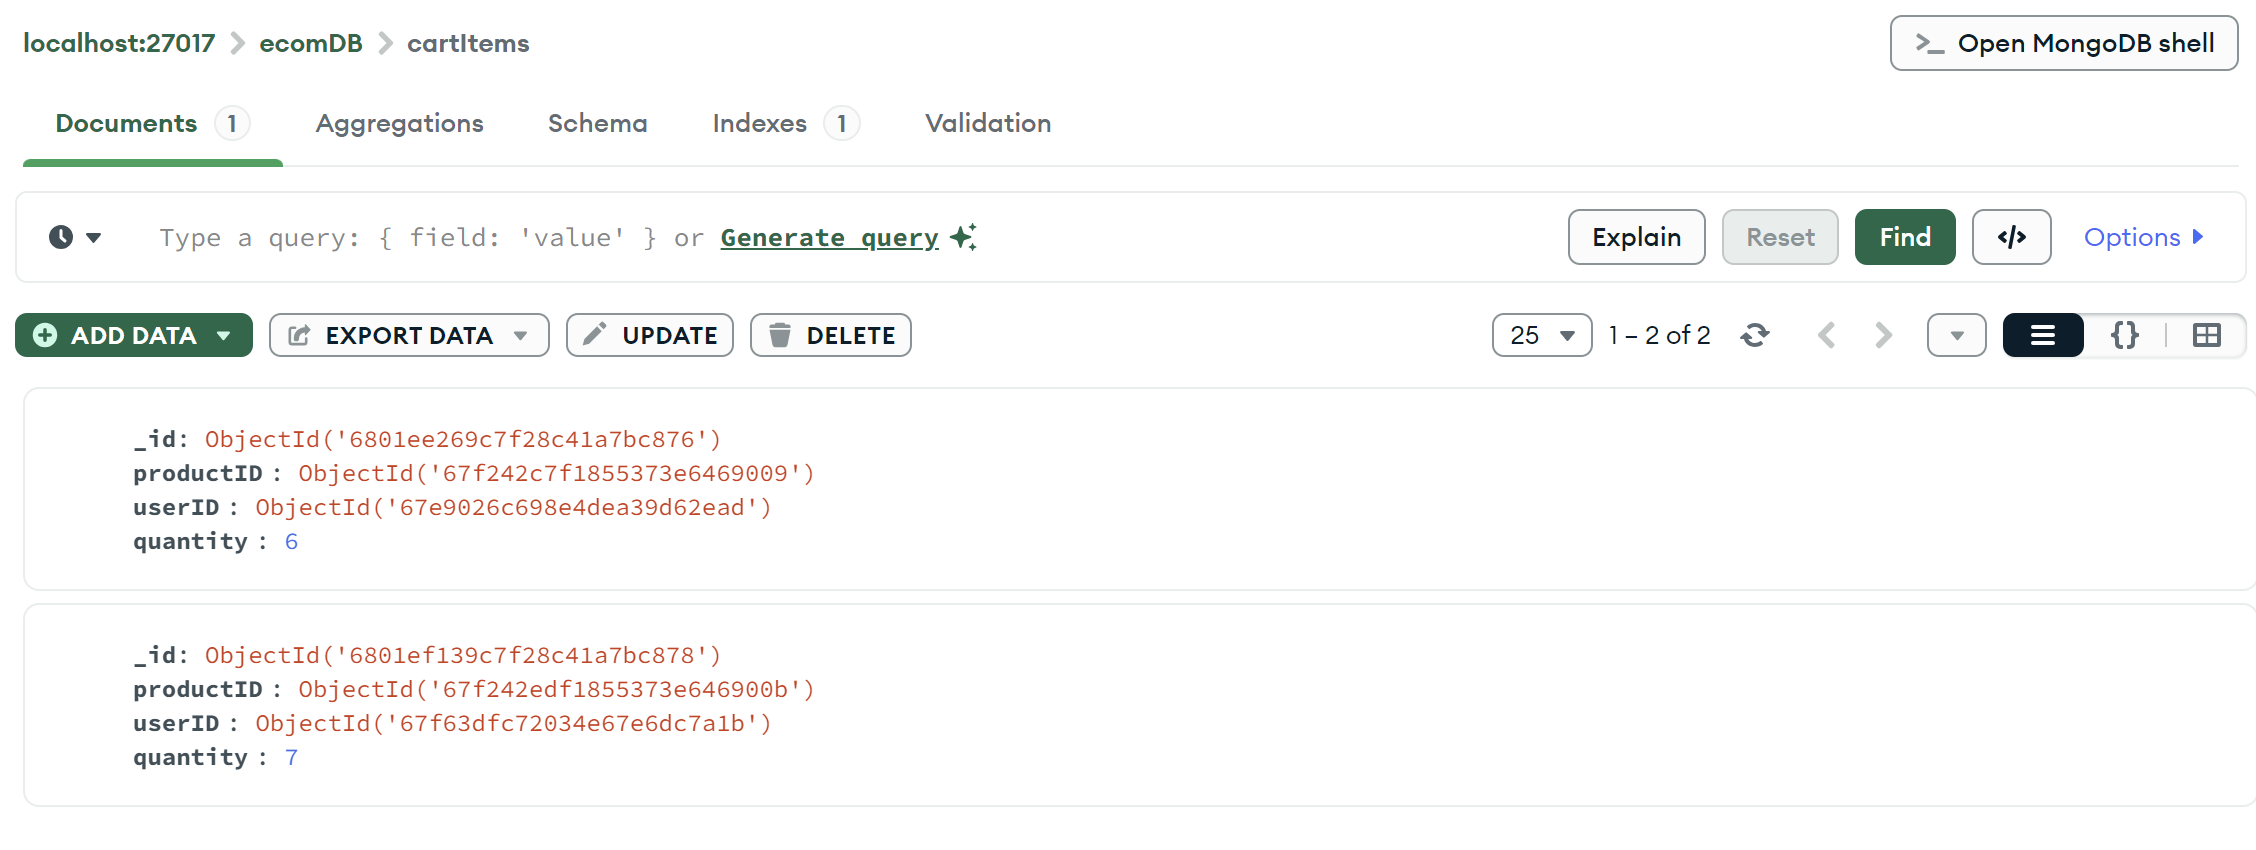 localhost:27017 ecomDB cartItems
>_ Open MongoDB shell
Documents 1 Aggregations Schema Indexes 1 Validation
Type a query: { field: 'value' } or Generate query
Explain Reset Find </> Options
ADD DATA EXPORT DATA UPDATE DELETE 25 1 – 2 of 2 {}
_id: ObjectId('6801ee269c7f28c41a7bc876')
productID : ObjectId('67f242c7f1855373e6469009')
userID : ObjectId('67e9026c698e4dea39d62ead')
quantity : 6
_id: ObjectId('6801ef139c7f28c41a7bc878')
productID : ObjectId('67f242edf1855373e646900b')
userID : ObjectId('67f63dfc72034e67e6dc7a1b')
quantity : 7